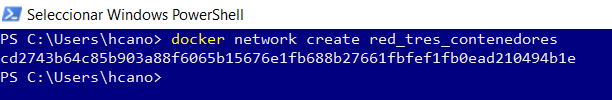 Seleccionar Windows PowerShell
PS C:\Users\hcano> docker network create red_tres_contenedores
cd2743b64c85b903a88f6065b15676e1fb688b27661fbfef1fb0ead210494b1e
PS C:\Users\hcano>